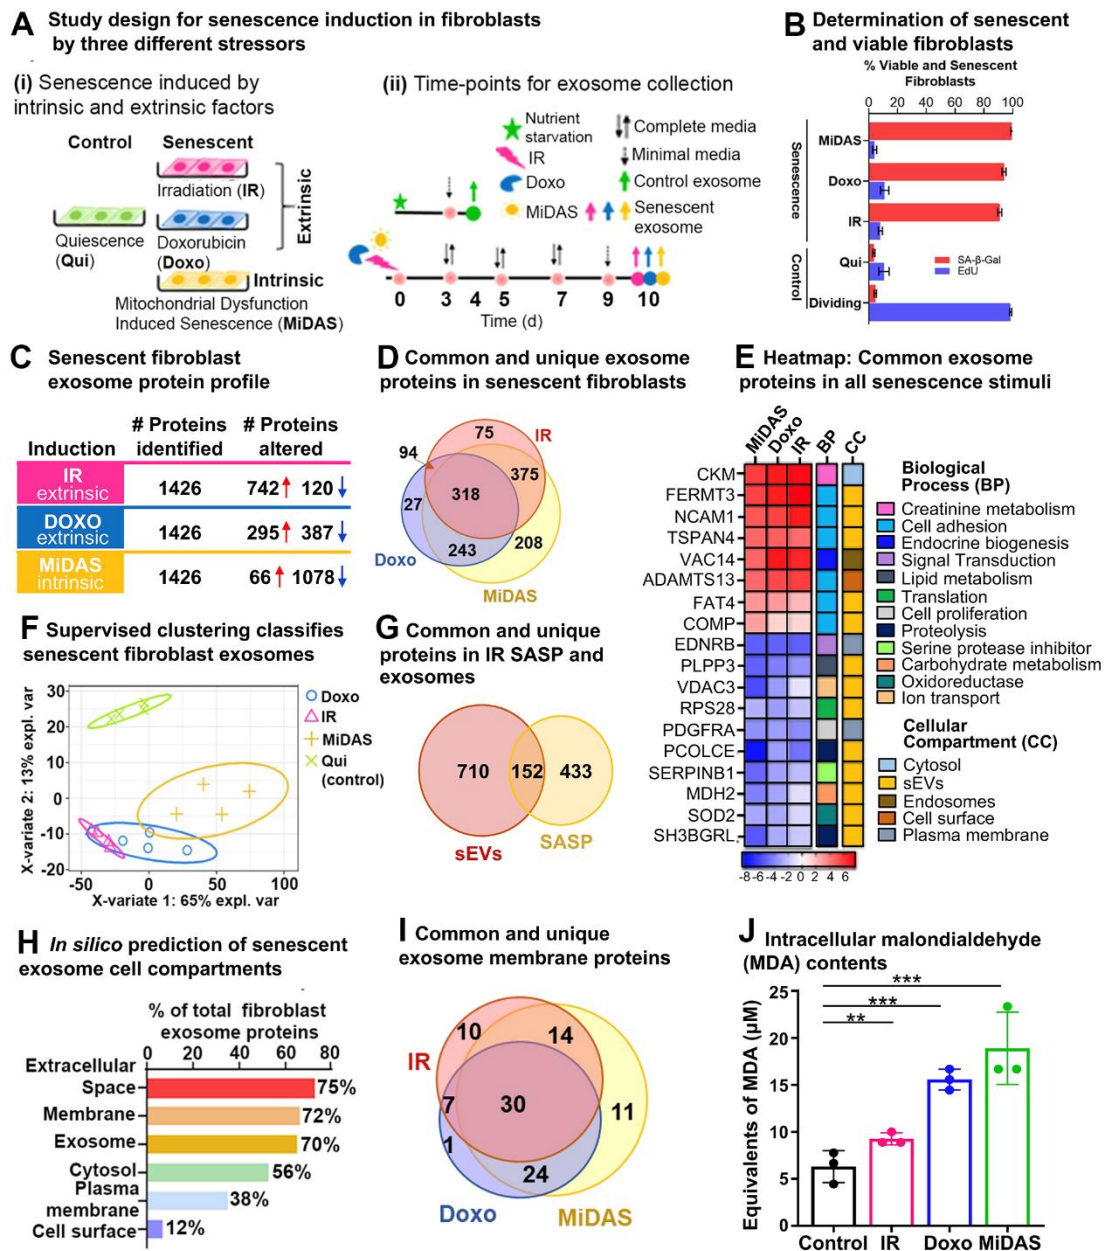 A Study design for senescence induction in fibroblasts
by three different stressors
(i) Senescence induced by
intrinsic and extrinsic factors
Control Senescent
Irradiation (IR)
Quiescence
(Qui)
Doxorubicin
(Doxo)
Extrinsic
Intrinsic
Mitochondrial Dysfunction
Induced Senescence (MiDAS)
(ii) Time-points for exosome collection
Nutrient
starvation
IR
Doxo
MiDAS
Complete media
Minimal media
Control exosome
Senescent
exosome
0 3 4 5 7 9 10
Time (d)
B Determination of senescent
and viable fibroblasts
% Viable and Senescent
Fibroblasts
0 50 100
Senescence
Control
MiDAS
Doxo
IR
Qui
Dividing
SA-β-Gal
EdU
C Senescent fibroblast
exosome protein profile
Induction
# Proteins
identified
# Proteins
altered
IR
extrinsic
1426 742 ↑ 120 ↓
DOXO
extrinsic
1426 295 ↑ 387 ↓
MiDAS
intrinsic
1426 66 ↑ 1078 ↓
D Common and unique exosome
proteins in senescent fibroblasts
75
IR
94
375
318
27
243
208
Doxo
MiDAS
E Heatmap: Common exosome
proteins in all senescence stimuli
MiDAS
Doxo
IR
BP
CC
CKM
FERMT3
NCAM1
TSPAN4
VAC14
ADAMTS13
FAT4
COMP
EDNRB
PLPP3
VDAC3
RPS28
PDGFRA
PCOLCE
SERPINB1
MDH2
SOD2
SH3BGRL
-8 -6 -4 -2 0 2 4 6
Biological
Process (BP)
Creatinine metabolism
Cell adhesion
Endocrine biogenesis
Signal Transduction
Lipid metabolism
Translation
Cell proliferation
Proteolysis
Serine protease inhibitor
Carbohydrate metabolism
Oxidoreductase
Ion transport
Cellular
Compartment (CC)
Cytosol
sEVs
Endosomes
Cell surface
Plasma membrane
F Supervised clustering classifies
senescent fibroblast exosomes
X-variate 2: 13% expl. var
30
20
10
0
-10
-20
-50 0 50 100
X-variate 1: 65% expl. var
Doxo
IR
MiDAS
Qui
(control)
G Common and unique
proteins in IR SASP and
exosomes
710 152 433
sEVs
SASP
H In silico prediction of senescent
exosome cell compartments
% of total fibroblast
exosome proteins
0 20 40 60 80
Extracellular
Space 75%
Membrane 72%
Exosome 70%
Cytosol 56%
Plasma
membrane 38%
Cell surface 12%
I Common and unique
exosome membrane proteins
10
14
IR
7
30
11
1
24
Doxo
MiDAS
J Intracellular malondialdehyde
(MDA) contents
***
***
**
Equivalents of MDA (µM)
25
20
15
10
5
0
Control IR Doxo MiDAS